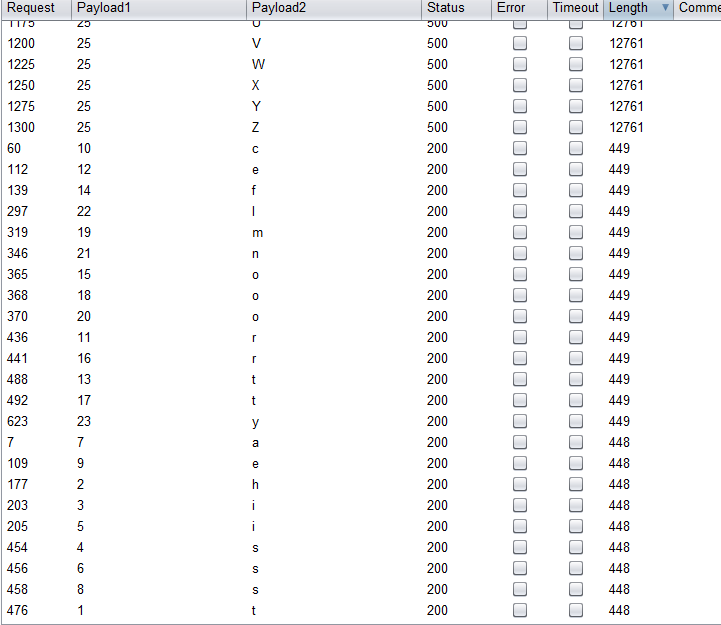 Request Payload1 Payload2 Status Error Timeout Length Comme
1175 25 U 500 12761
1200 25 V 500 12761
1225 25 W 500 12761
1250 25 X 500 12761
1275 25 Y 500 12761
1300 25 Z 500 12761
60 10 c 200 449
112 12 e 200 449
139 14 f 200 449
297 22 l 200 449
319 19 m 200 449
346 21 n 200 449
365 15 o 200 449
368 18 o 200 449
370 20 o 200 449
436 11 r 200 449
441 16 r 200 449
488 13 t 200 449
492 17 t 200 449
623 23 y 200 449
7 7 a 200 448
109 9 e 200 448
177 2 h 200 448
203 3 i 200 448
205 5 i 200 448
454 4 s 200 448
456 6 s 200 448
458 8 s 200 448
476 1 t 200 448